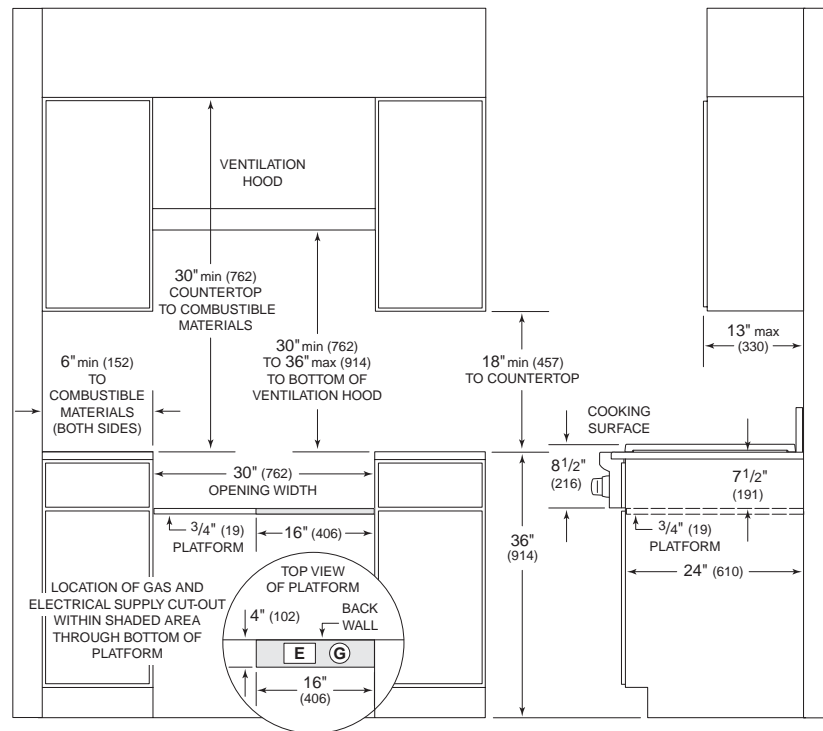 VENTILATION
HOOD
30" min (762)
COUNTERTOP
TO COMBUSTIBLE
MATERIALS
30" min (762)
TO 36" max (914)
TO BOTTOM OF
VENTILATION HOOD
6" min (152)
TO
COMBUSTIBLE
MATERIALS
(BOTH SIDES)
18" min (457)
TO COUNTERTOP
13" max
(330)
COOKING
SURFACE
30" (762)
OPENING WIDTH
8 1/2"
(216)
7 1/2"
(191)
3/4" (19)
PLATFORM
16" (406)
36"
(914)
3/4" (19)
PLATFORM
24" (610)
LOCATION OF GAS AND
ELECTRICAL SUPPLY CUT-OUT
WITHIN SHADED AREA
THROUGH BOTTOM OF
PLATFORM
TOP VIEW
OF PLATFORM
4" (102)
BACK
WALL
E G
16"
(406)